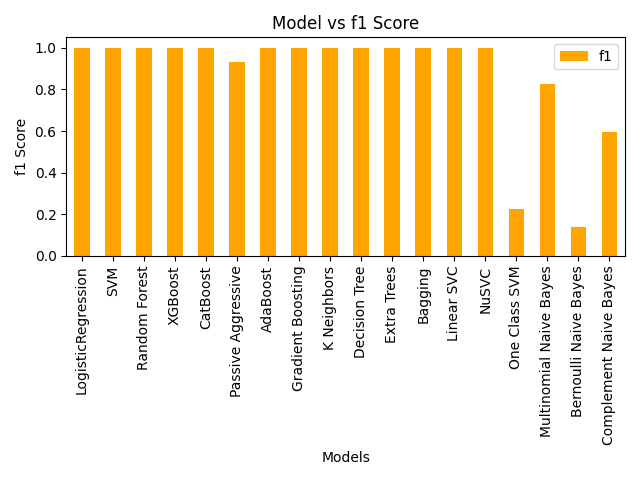 Model vs f1 Score
f1
f1 Score
1.0
0.8
0.6
0.4
0.2
0.0
LogisticRegression
SVM
Random Forest
XGBoost
CatBoost
Passive Aggressive
AdaBoost
Gradient Boosting
K Neighbors
Decision Tree
Extra Trees
Bagging
Linear SVC
NuSVC
One Class SVM
Multinomial Naive Bayes
Bernoulli Naive Bayes
Complement Naive Bayes
Models